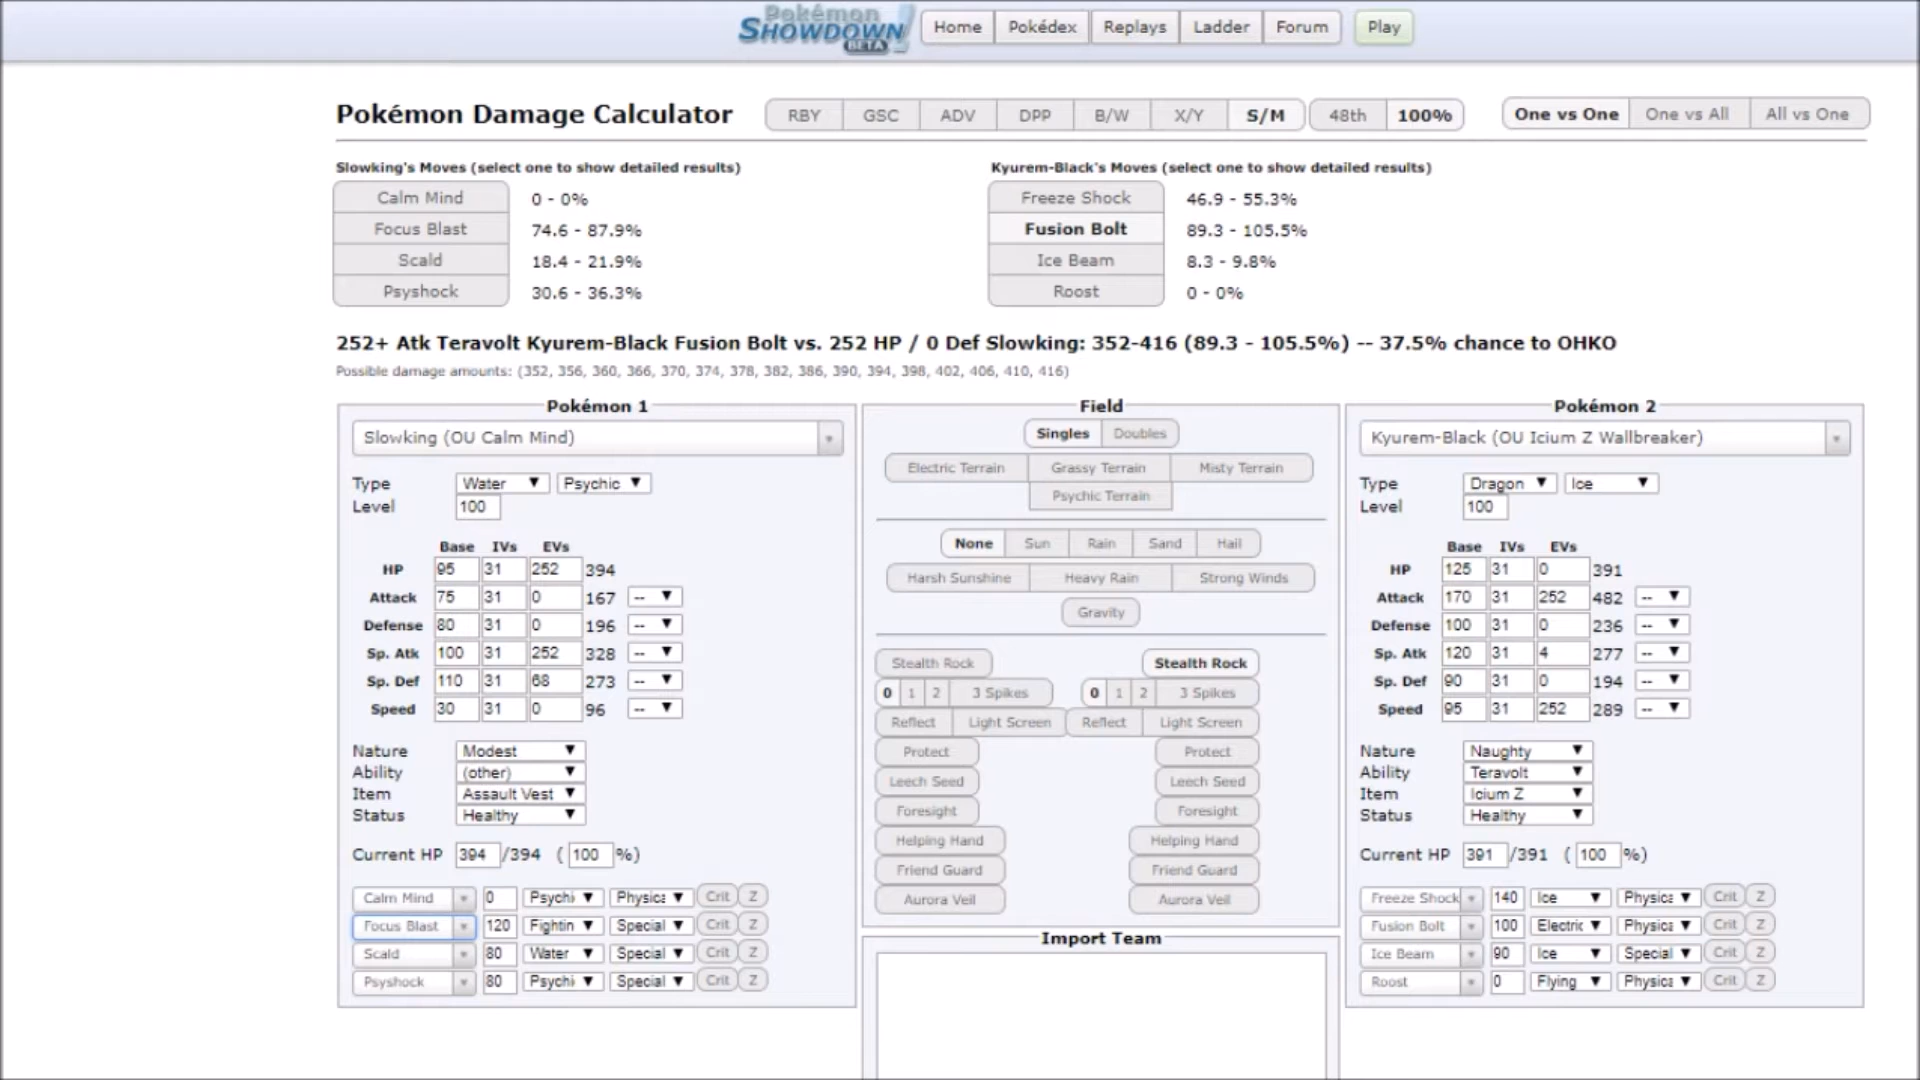 Pokémon
SHOWDOWN!
BETA
Home Pokédex Replays Ladder Forum Play
Pokémon Damage Calculator RBY GSC ADV DPP B/W X/Y S/M 48th 100% One vs One One vs All All vs One
Slowking's Moves (select one to show detailed results)
Calm Mind 0 - 0%
Focus Blast 74.6 - 87.9%
Scald 18.4 - 21.9%
Psyshock 30.6 - 36.3%
Kyurem-Black's Moves (select one to show detailed results)
Freeze Shock 46.9 - 55.3%
Fusion Bolt 89.3 - 105.5%
Ice Beam 8.3 - 9.8%
Roost 0 - 0%
252+ Atk Teravolt Kyurem-Black Fusion Bolt vs. 252 HP / 0 Def Slowking: 352-416 (89.3 - 105.5%) -- 37.5% chance to OHKO
Possible damage amounts: (352, 356, 360, 366, 370, 374, 378, 382, 386, 390, 394, 398, 402, 406, 410, 416)
Pokémon 1
Slowking (OU Calm Mind)
Type Water Psychic
Level 100
Base IVs EVs
HP 95 31 252 394
Attack 75 31 0 167 --
Defense 80 31 0 196 --
Sp. Atk 100 31 252 328 --
Sp. Def 110 31 68 273 --
Speed 30 31 0 96 --
Nature Modest
Ability (other)
Item Assault Vest
Status Healthy
Current HP 394 /394 ( 100 %)
Calm Mind 0 Psychi Physica Crit Z
Focus Blast 120 Fightin Special Crit Z
Scald 80 Water Special Crit Z
Psyshock 80 Psychi Special Crit Z
Field
Singles Doubles
Electric Terrain Grassy Terrain Misty Terrain
Psychic Terrain
None Sun Rain Sand Hail
Harsh Sunshine Heavy Rain Strong Winds
Gravity
Stealth Rock Stealth Rock
0 1 2 3 Spikes 0 1 2 3 Spikes
Reflect Light Screen Reflect Light Screen
Protect Protect
Leech Seed Leech Seed
Foresight Foresight
Helping Hand Helping Hand
Friend Guard Friend Guard
Aurora Veil Aurora Veil
Import Team
Pokémon 2
Kyurem-Black (OU Icium Z Wallbreaker)
Type Dragon Ice
Level 100
Base IVs EVs
HP 125 31 0 391
Attack 170 31 252 482 --
Defense 100 31 0 236 --
Sp. Atk 120 31 4 277 --
Sp. Def 90 31 0 194 --
Speed 95 31 252 289 --
Nature Naughty
Ability Teravolt
Item Icium Z
Status Healthy
Current HP 391 /391 ( 100 %)
Freeze Shock 140 Ice Physica Crit Z
Fusion Bolt 100 Electric Physica Crit Z
Ice Beam 90 Ice Special Crit Z
Roost 0 Flying Physica Crit Z